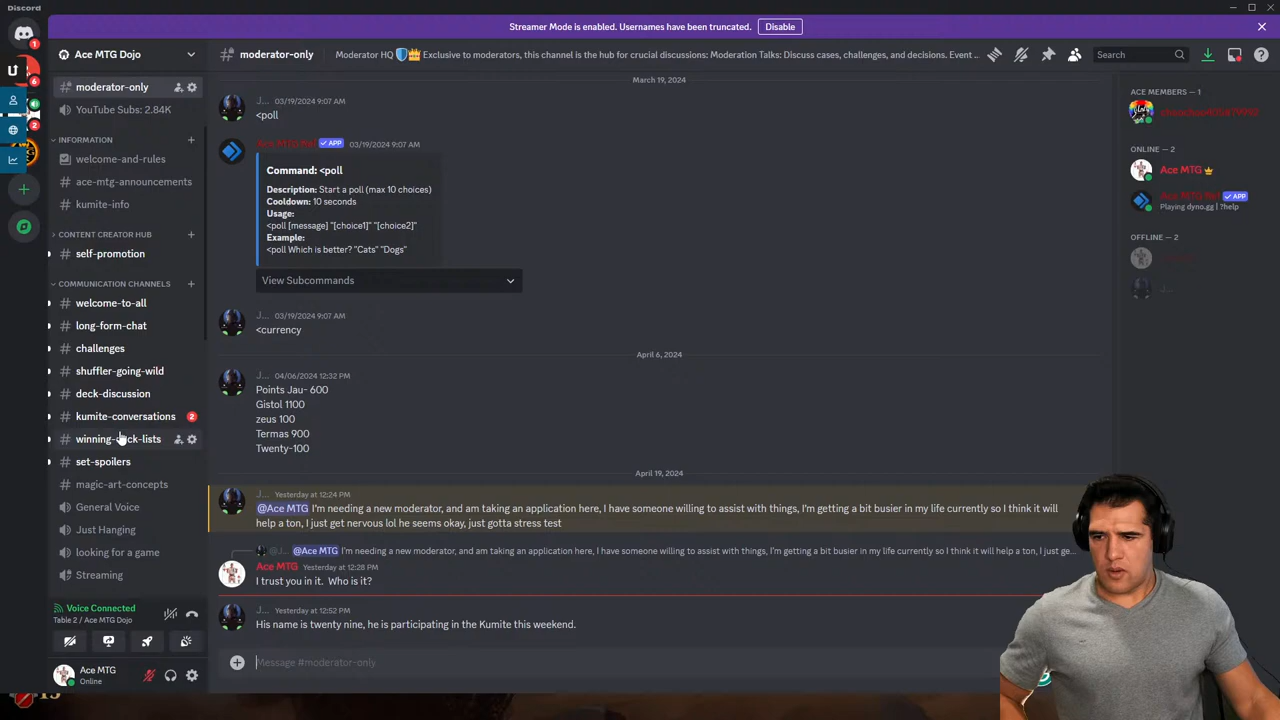 Discord
Streamer Mode is enabled. Usernames have been truncated.
Disable
Ace MTG Dojo
moderator-only
Moderator HQ 🛡️👑 Exclusive to moderators, this channel is the hub for crucial discussions: Moderation Talks: Discuss cases, challenges, and decisions. Event ...
Search
1
6
2
moderator-only
YouTube Subs: 2.84K
INFORMATION
welcome-and-rules
ace-mtg-announcements
kumite-info
CONTENT CREATOR HUB
self-promotion
COMMUNICATION CHANNELS
welcome-to-all
long-form-chat
challenges
shuffler-going-wild
deck-discussion
kumite-conversations
2
set-spoilers
magic-art-concepts
General Voice
Just Hanging
looking for a game
Streaming
Voice Connected
Table 2 / Ace MTG Dojo
Ace MTG
Online
March 19, 2024
J... 03/19/2024 9:07 AM
<poll
APP 03/19/2024 9:07 AM
Command: <poll
Description: Start a poll (max 10 choices)
Cooldown: 10 seconds
Usage:
<poll [message] "[choice1]" "[choice2]"
Example:
<poll Which is better? "Cats" "Dogs"
View Subcommands
J... 03/19/2024 9:07 AM
<currency
April 6, 2024
J... 04/06/2024 12:32 PM
Points Jau- 600
Gistol 1100
zeus 100
Termas 900
Twenty-100
April 19, 2024
J... Yesterday at 12:24 PM
@Ace MTG I'm needing a new moderator, and am taking an application here, I have someone willing to assist with things, I'm getting a bit busier in my life currently so I think it will
help a ton, I just get nervous lol he seems okay, just gotta stress test
@J... @Ace MTG I'm needing a new moderator, and am taking an application here, I have someone willing to assist with things, I'm getting a bit busier in my life currently so I think it will help a ton, I just ge...
Ace MTG Yesterday at 12:28 PM
I trust you in it. Who is it?
J... Yesterday at 12:52 PM
His name is twenty nine, he is participating in the Kumite this weekend.
Message #moderator-only
ACE MEMBERS — 1
ONLINE — 2
Ace MTG
APP
Playing dyno.gg | ?help
OFFLINE — 2
J...